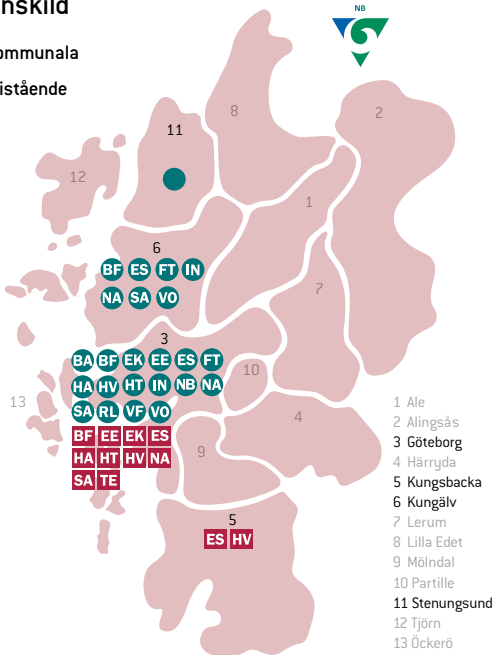 nskild
ommunala
istående
NB
8
2
11
12
1
6
BF ES FT IN
NA SA VO
7
3
BA BF EK EE ES FT
HA HV HT IN NB NA
SA RL VF VO
10
13
BF EE EK ES
HA HT HV NA
SA TE
4
9
5
ES HV
1 Ale
2 Alingsås
3 Göteborg
4 Härryda
5 Kungsbacka
6 Kungälv
7 Lerum
8 Lilla Edet
9 Mölndal
10 Partille
11 Stenungsund
12 Tjörn
13 Öckerö